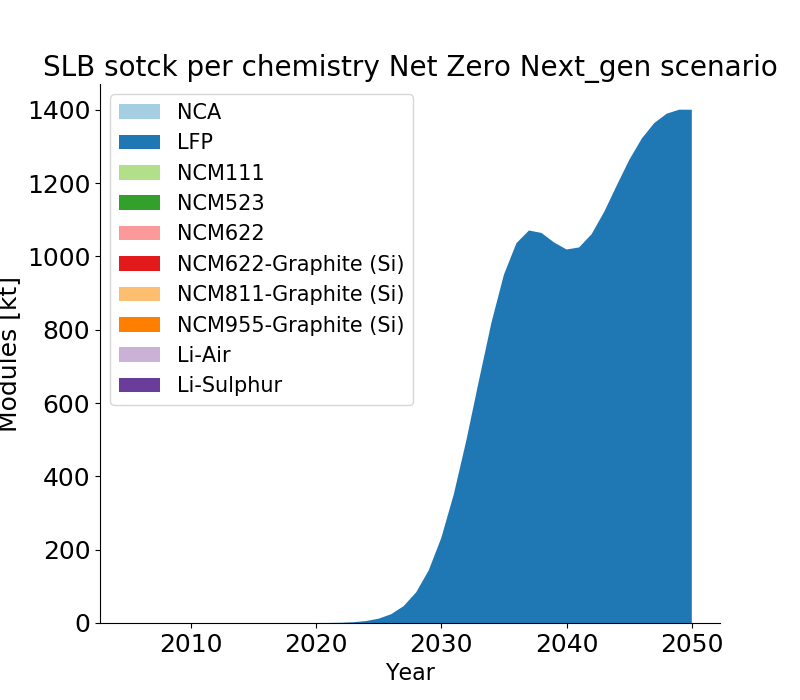 SLB sotck per chemistry Net Zero Next_gen scenario
1400
1200
1000
800
600
400
200
0
Modules [kt]
NCA
LFP
NCM111
NCM523
NCM622
NCM622-Graphite (Si)
NCM811-Graphite (Si)
NCM955-Graphite (Si)
Li-Air
Li-Sulphur
2010
2020
2030
2040
2050
Year